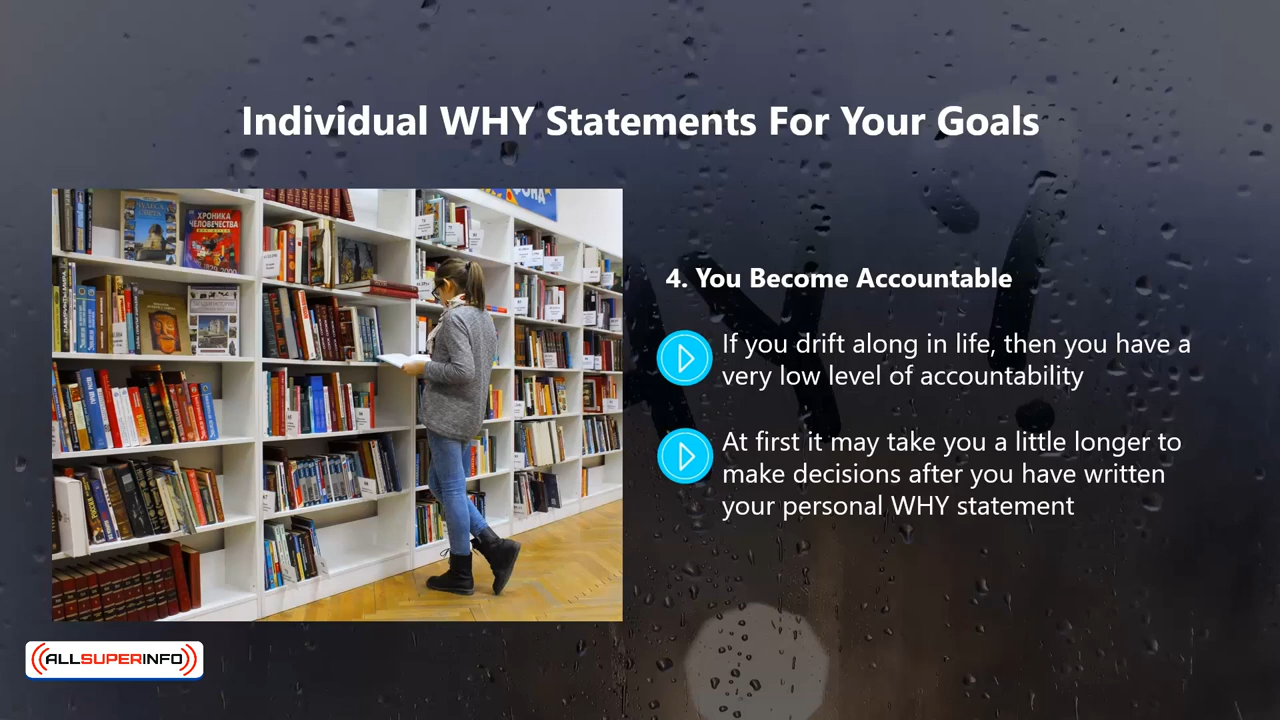 Individual WHY Statements For Your Goals
ХРОНИКА
ЧЕЛОВЕЧЕСТВА
4. You Become Accountable
If you drift along in life, then you have a
very low level of accountability
At first it may take you a little longer to
make decisions after you have written
your personal WHY statement
ALLSUPERINFO